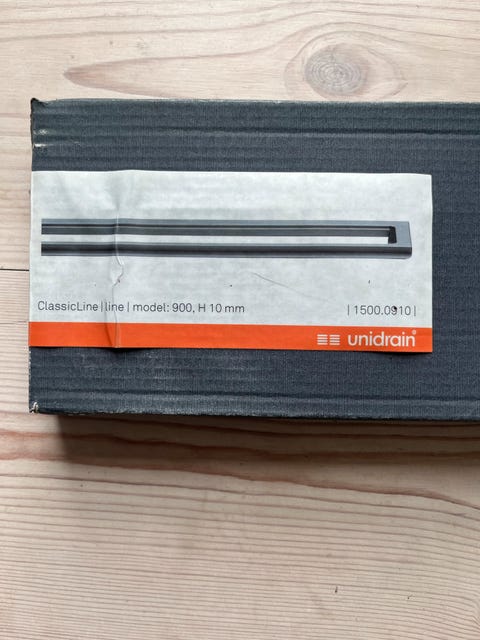 ClassicLine | line | model: 900, H 10 mm | 1500.0910 |
unidrain®